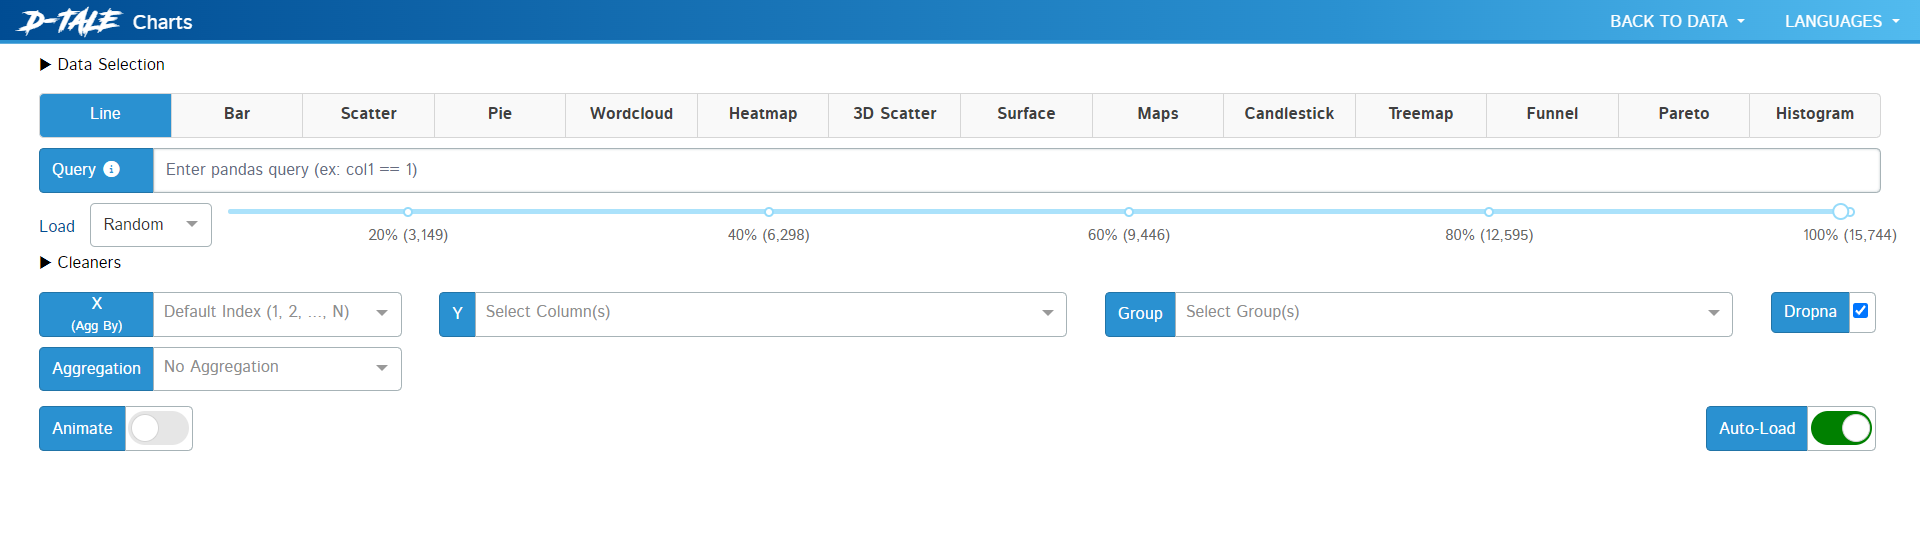 D-TALE Charts BACK TO DATA LANGUAGES
Data Selection
Line Bar Scatter Pie Wordcloud Heatmap 3D Scatter Surface Maps Candlestick Treemap Funnel Pareto Histogram
Query Enter pandas query (ex: col1 == 1)
Load Random
20% (3,149) 40% (6,298) 60% (9,446) 80% (12,595) 100% (15,744)
Cleaners
X (Agg By) Default Index (1, 2, ..., N) Y Select Column(s) Group Select Group(s) Dropna
Aggregation No Aggregation
Animate Auto-Load